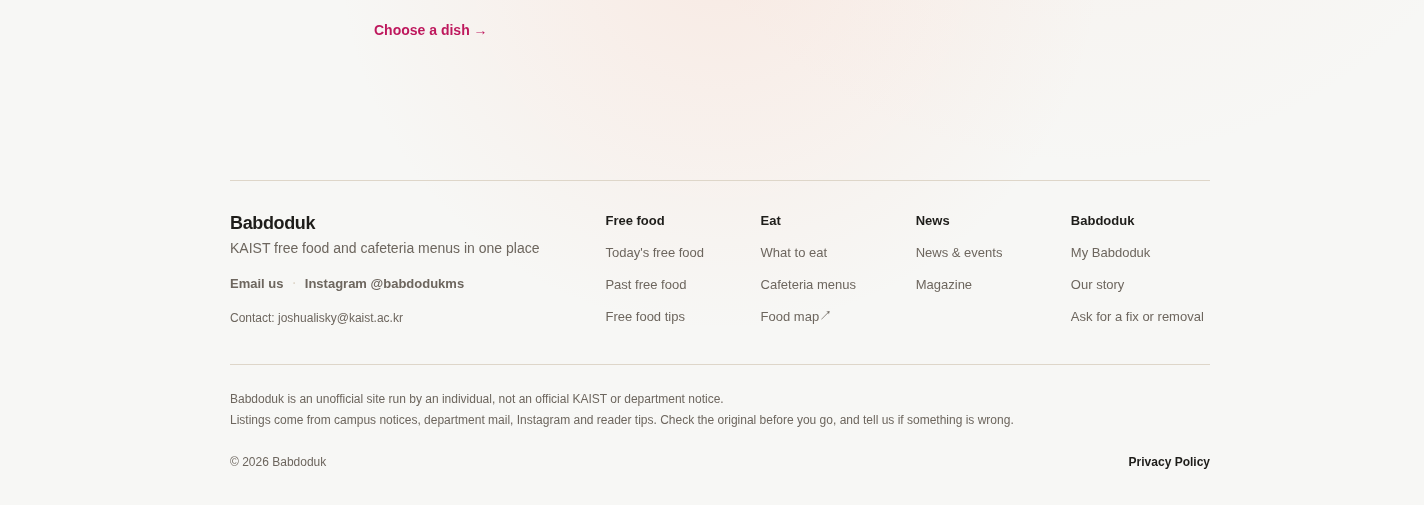 Choose a dish →
Babdoduk
KAIST free food and cafeteria menus in one place
Email us · Instagram @babdodukms
Contact: joshualisky@kaist.ac.kr
Free food
Today's free food
Past free food
Free food tips
Eat
What to eat
Cafeteria menus
Food map↗
News
News & events
Magazine
Babdoduk
My Babdoduk
Our story
Ask for a fix or removal
Babdoduk is an unofficial site run by an individual, not an official KAIST or department notice.
Listings come from campus notices, department mail, Instagram and reader tips. Check the original before you go, and tell us if something is wrong.
© 2026 Babdoduk
Privacy Policy